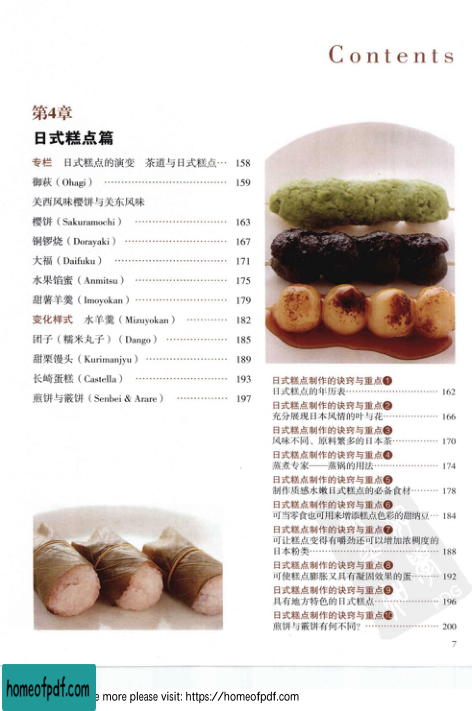 Contents
第4章
日式糕点篇
专栏 日式糕点的演变 茶道与日式糕点… 158
御萩（Ohagi） ………………………… 159
关西风味樱饼与关东风味
樱饼（Sakuramochi） ………………… 163
铜锣烧（Dorayaki） …………………… 167
大福（Daifuku） ……………………… 171
水果馅蜜（Anmitsu） ………………… 175
甜薯羊羹（Imoyokan） ………………… 179
变化样式 水羊羹（Mizuyokan） ……… 182
团子（糯米丸子）（Dango） …………… 185
甜栗馒头（Kurimanjyu） ……………… 189
长崎蛋糕（Castella） ………………… 193
煎饼与霰饼（Senbei & Arare） ……… 197
日式糕点制作的诀窍与重点❶
日式糕点的年历表…………………… 162
日式糕点制作的诀窍与重点❷
充分展现日本风情的叶与花………… 166
日式糕点制作的诀窍与重点❸
风味不同、原料繁多的日本茶……… 170
日式糕点制作的诀窍与重点❹
蒸煮专家——蒸锅的用法…………… 174
日式糕点制作的诀窍与重点❺
制作质感水嫩日式糕点的必备食材…… 178
日式糕点制作的诀窍与重点❻
可当零食也可用来增添糕点色彩的甜纳豆… 184
日式糕点制作的诀窍与重点❼
可让糕点变得有嚼劲还可以增加浓稠度的
日本粉类……………………………… 188
日式糕点制作的诀窍与重点❽
可使糕点膨胀又具有凝固效果的蛋…… 192
日式糕点制作的诀窍与重点❾
具有地方特色的日式糕点…………… 196
日式糕点制作的诀窍与重点❿
煎饼与霰饼有何不同？ ……………… 200
7
homeofpdf.com
e more please visit: https://homeofpdf.com